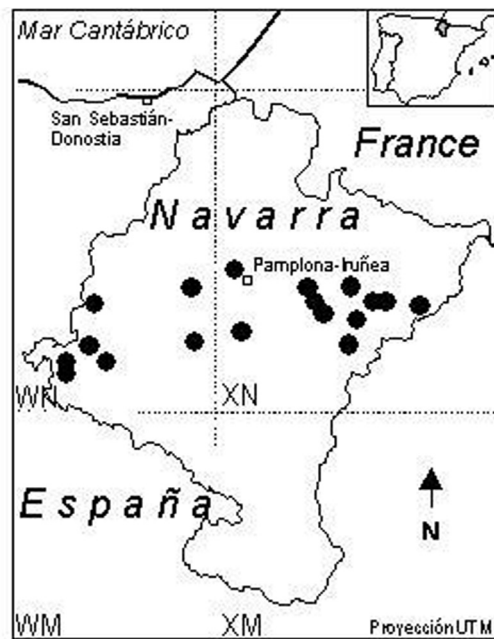 Mar Cantábrico
San Sebastián-
Donostia
France
Navarra
Pamplona-Iruñea
WN
XN
España
N
WM
XM
Proyección UTM